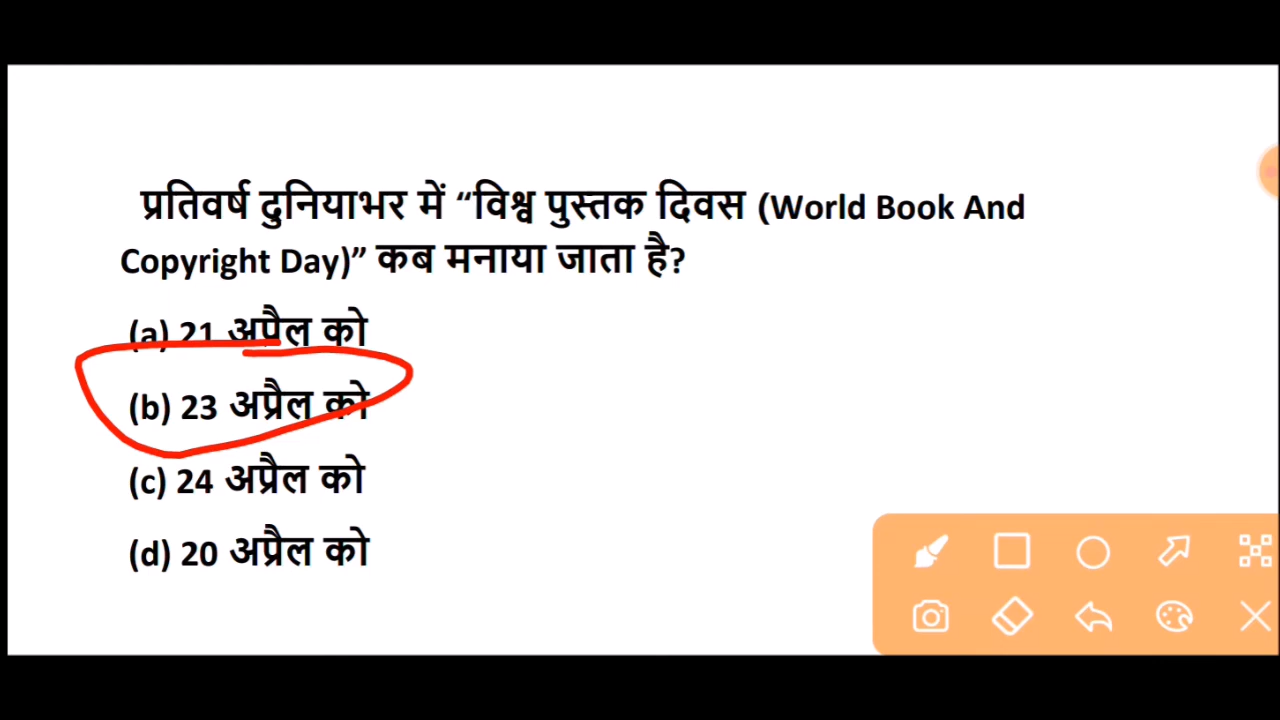 प्रतिवर्ष दुनियाभर में “विश्व पुस्तक दिवस (World Book And
Copyright Day)” कब मनाया जाता है?
(a) 21 अप्रैल को
(b) 23 अप्रैल को
(c) 24 अप्रैल को
(d) 20 अप्रैल को